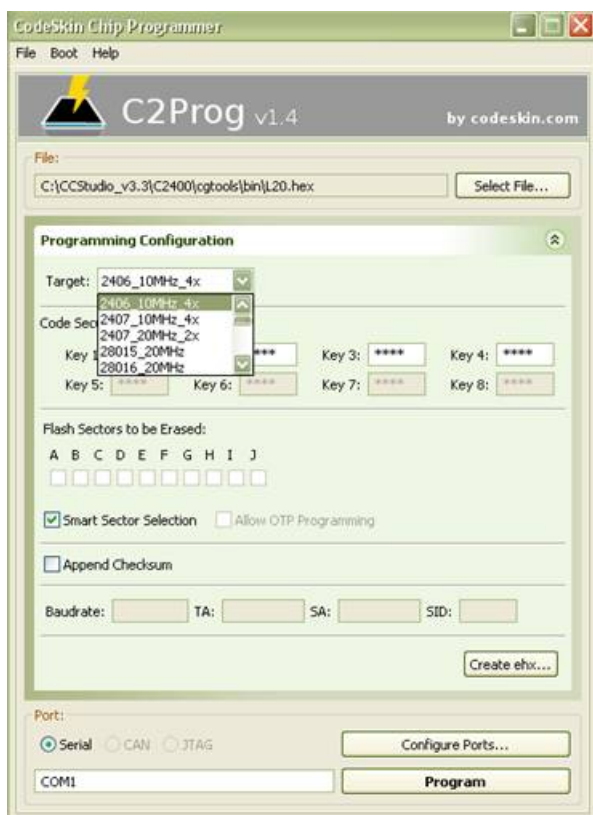 CodeSkin Chip Programmer
File Boot Help
C2Prog v1.4 by codeskin.com
File:
C:\CCStudio_v3.3\C2400\cgtools\bin\L20.hex Select File...
Programming Configuration
Target: 2406_10MHz_4x
2406_10MHz_4x
Code Sec 2407_10MHz_4x
2407_20MHz_2x
28015_20MHz
Key 1 28016_20MHz *** Key 3: **** Key 4: ****
Key 5: **** Key 6: **** Key 7: **** Key 8: ****
Flash Sectors to be Erased:
A B C D E F G H I J
Smart Sector Selection Allow OTP Programming
Append Checksum
Baudrate: TA: SA: SID:
Create ehx...
Port:
Serial CAN JTAG Configure Ports...
COM1 Program